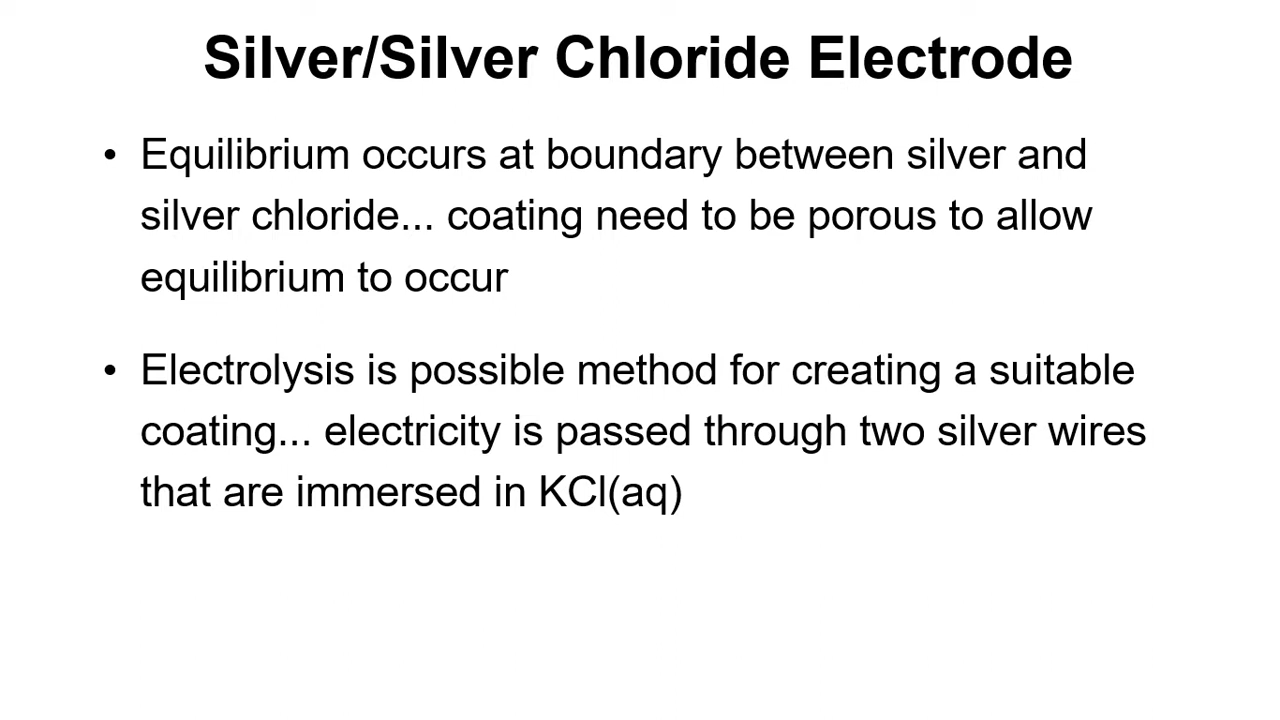 Silver/Silver Chloride Electrode
• Equilibrium occurs at boundary between silver and
silver chloride... coating need to be porous to allow
equilibrium to occur
• Electrolysis is possible method for creating a suitable
coating... electricity is passed through two silver wires
that are immersed in KCl(aq)